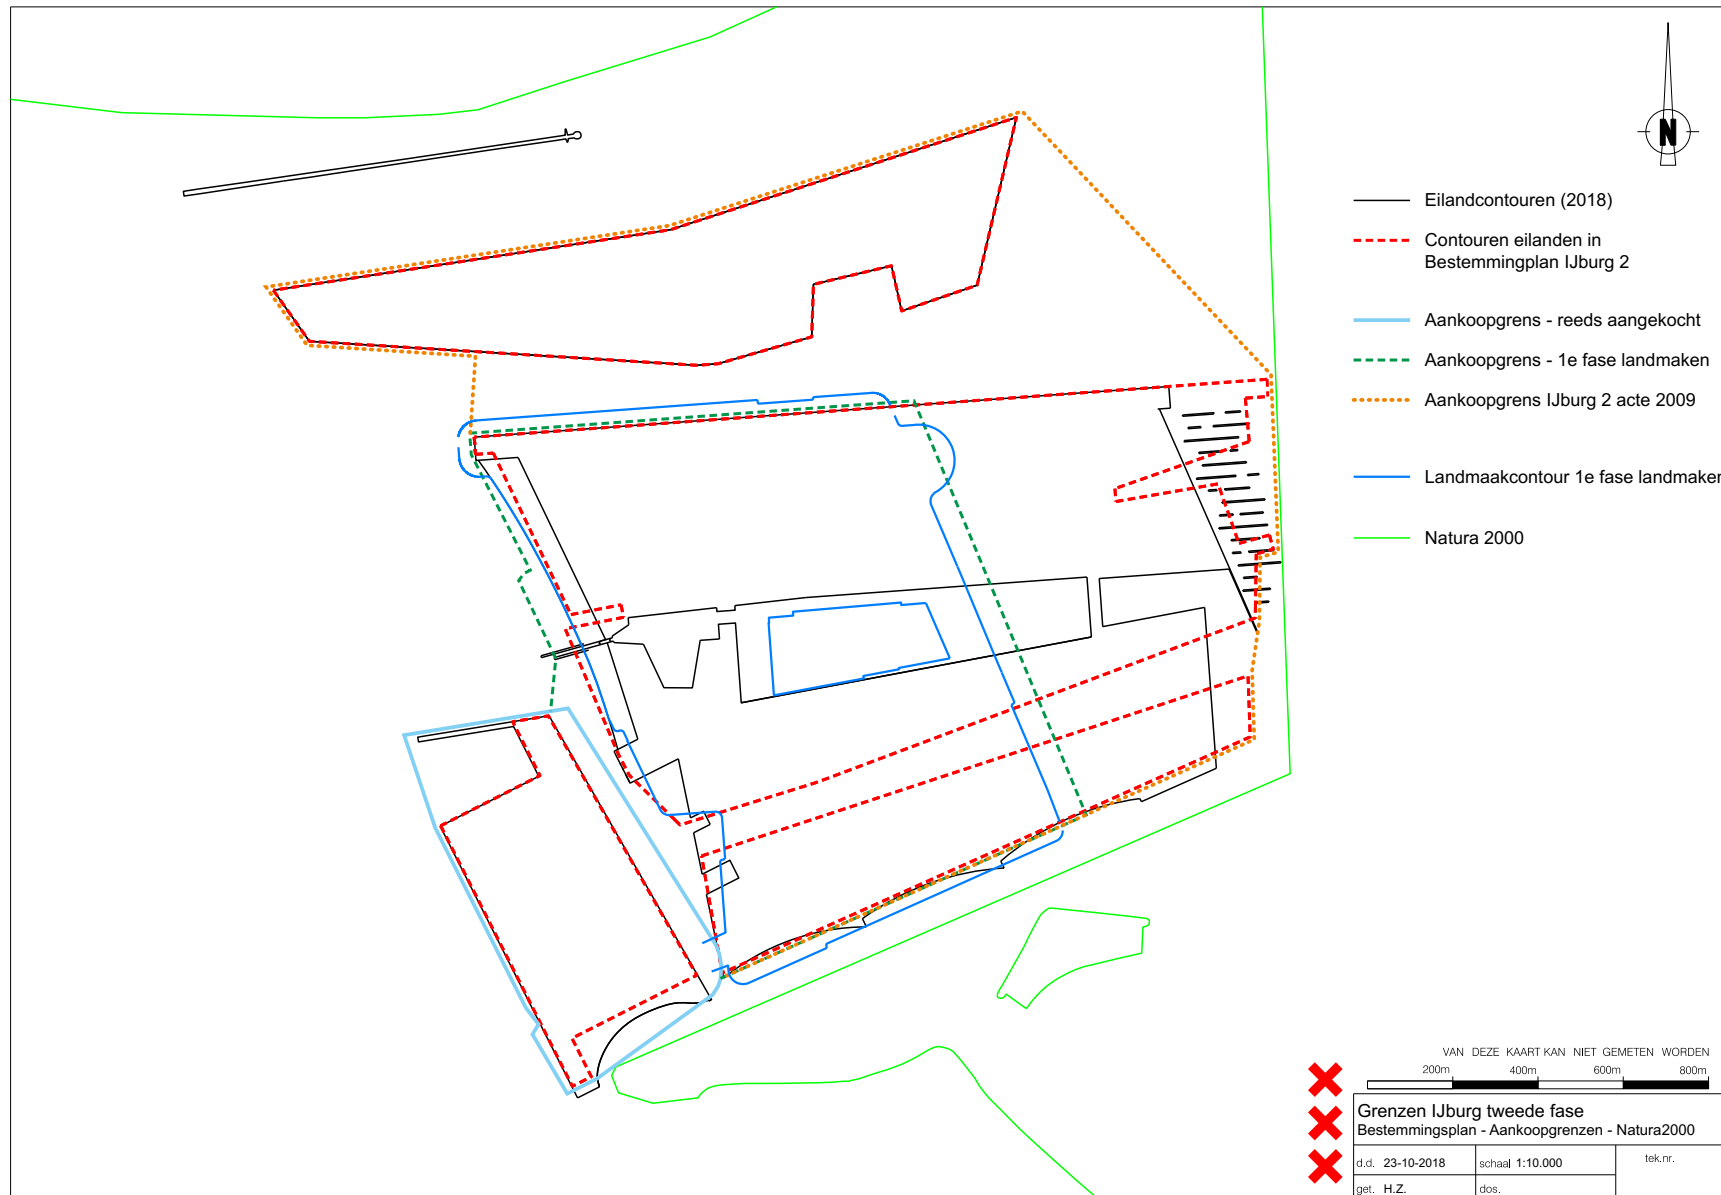 N
Eilandcontouren (2018)
Contouren eilanden in
Bestemmingplan IJburg 2
Aankoopgrens - reeds aangekocht
Aankoopgrens - 1e fase landmaken
Aankoopgrens IJburg 2 acte 2009
Landmaakcontour 1e fase landmaken
Natura 2000
VAN DEZE KAART KAN NIET GEMETEN WORDEN
200m 400m 600m 800m
Grenzen IJburg tweede fase
Bestemmingsplan - Aankoopgrenzen - Natura2000
d.d. 23-10-2018 schaal 1:10.000 tek.nr.
get. H.Z. dos.